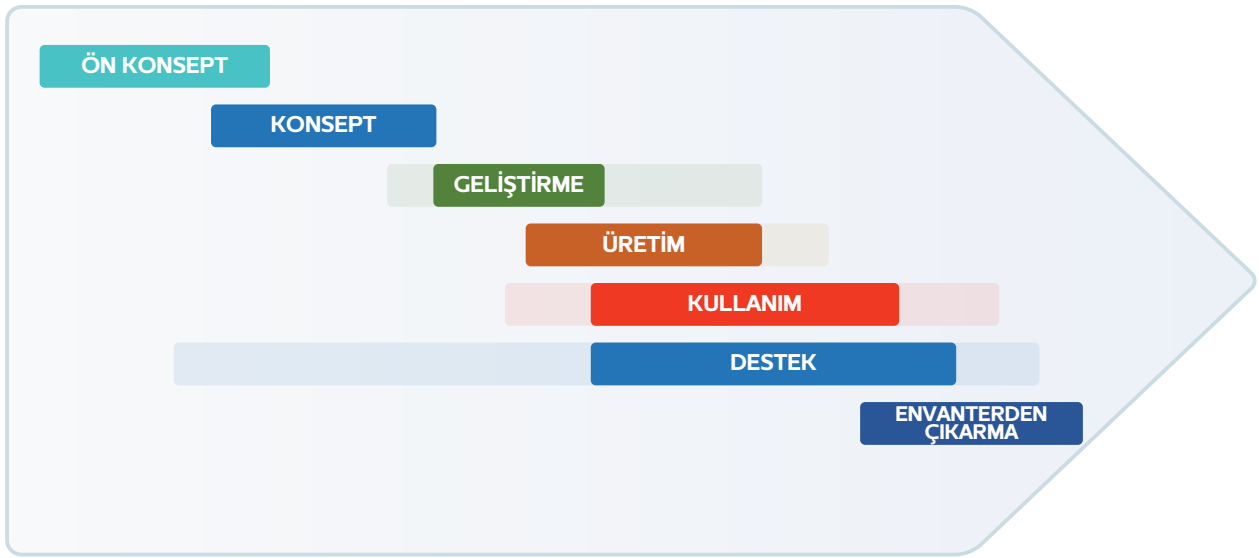 ÖN KONSEPT
KONSEPT
GELİŞTİRME
ÜRETİM
KULLANIM
DESTEK
ENVANTERDEN
ÇIKARMA